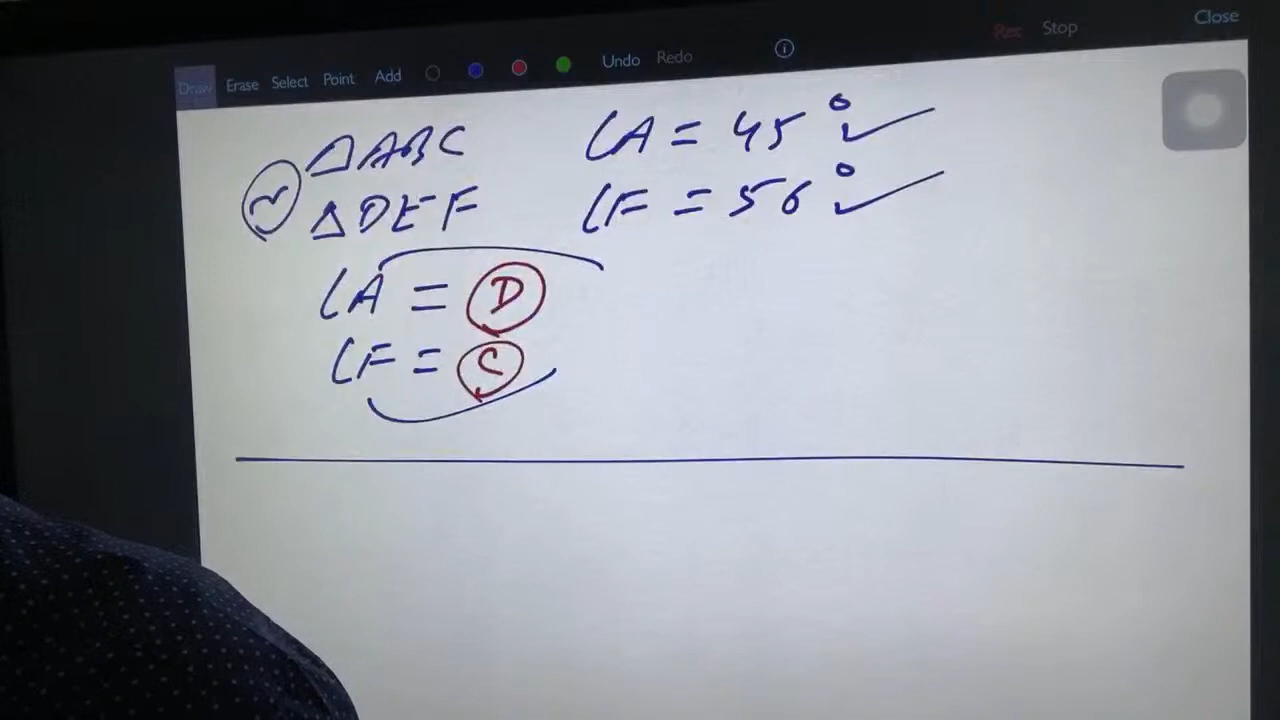 Close
Rec Stop
Draw Erase Select Point Add Undo Redo
△ABC ∠A = 45°
~ △DEF ∠F = 56°
∠A = D
∠F = C